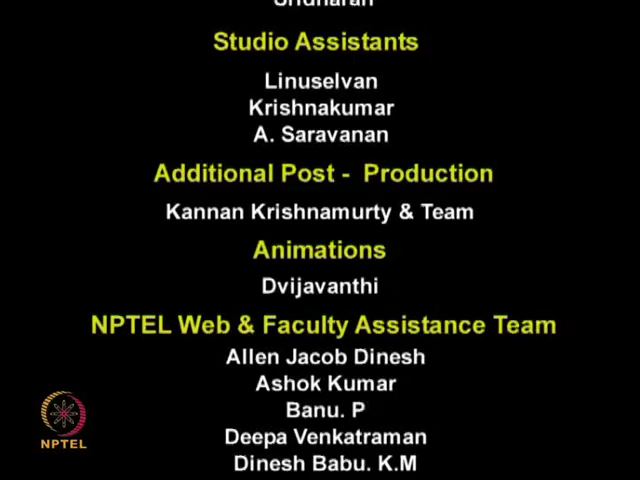 Sridharan
Studio Assistants
Linuselvan
Krishnakumar
A. Saravanan
Additional Post - Production
Kannan Krishnamurty & Team
Animations
Dvijavanthi
NPTEL Web & Faculty Assistance Team
Allen Jacob Dinesh
Ashok Kumar
Banu. P
Deepa Venkatraman
Dinesh Babu. K.M
NPTEL